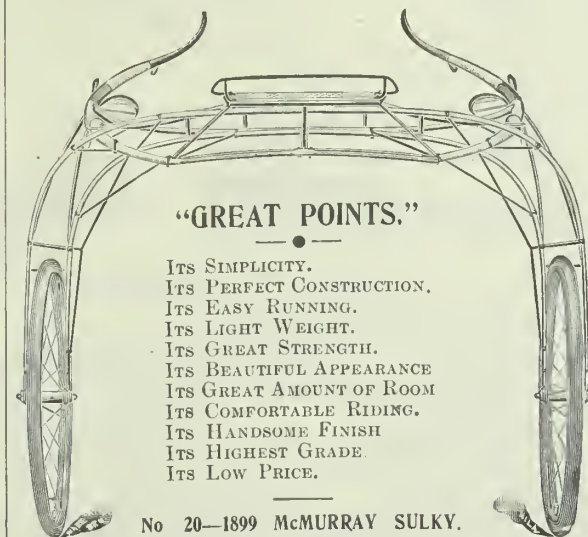 “GREAT POINTS.”
ITS SIMPLICITY.
ITS PERFECT CONSTRUCTION.
ITS EASY RUNNING.
ITS LIGHT WEIGHT.
ITS GREAT STRENGTH.
ITS BEAUTIFUL APPEARANCE
ITS GREAT AMOUNT OF ROOM
ITS COMFORTABLE RIDING.
ITS HANDSOME FINISH
ITS HIGHEST GRADE.
ITS LOW PRICE.
No 20—1899 McMURRAY SULKY.